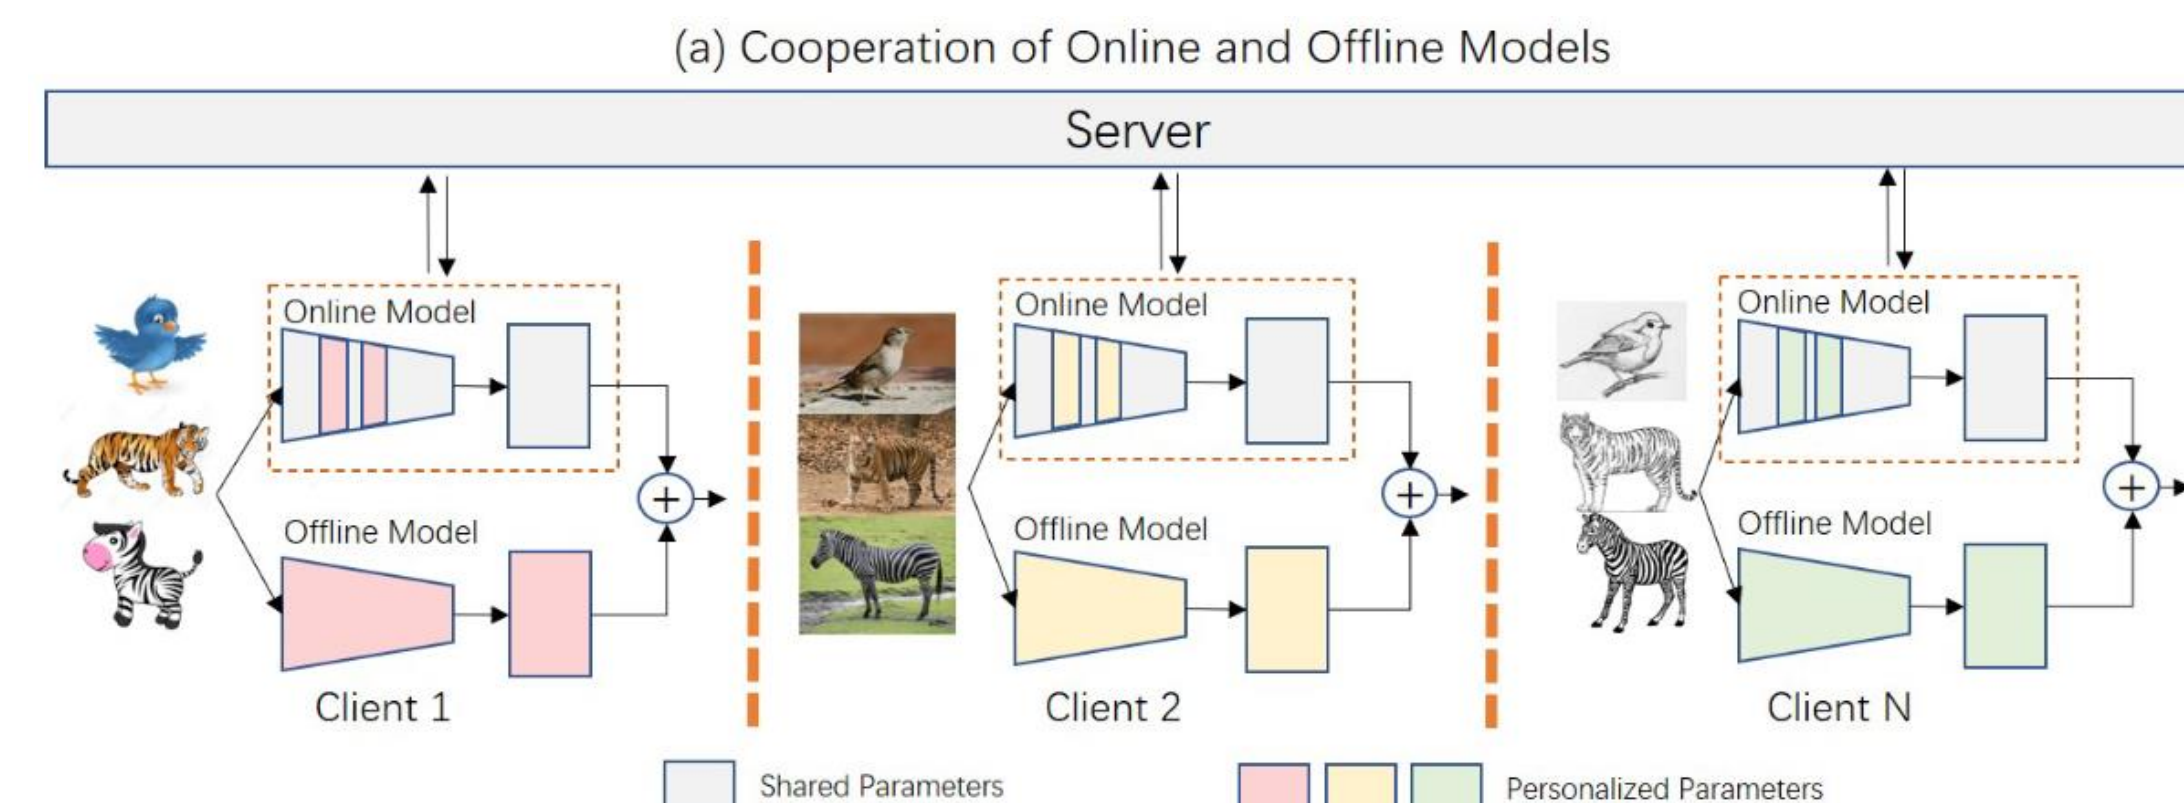 (a) Cooperation of Online and Offline Models
Server
Online Model
Offline Model
Client 1
Online Model
Offline Model
Client 2
Online Model
Offline Model
Client N
Shared Parameters
Personalized Parameters